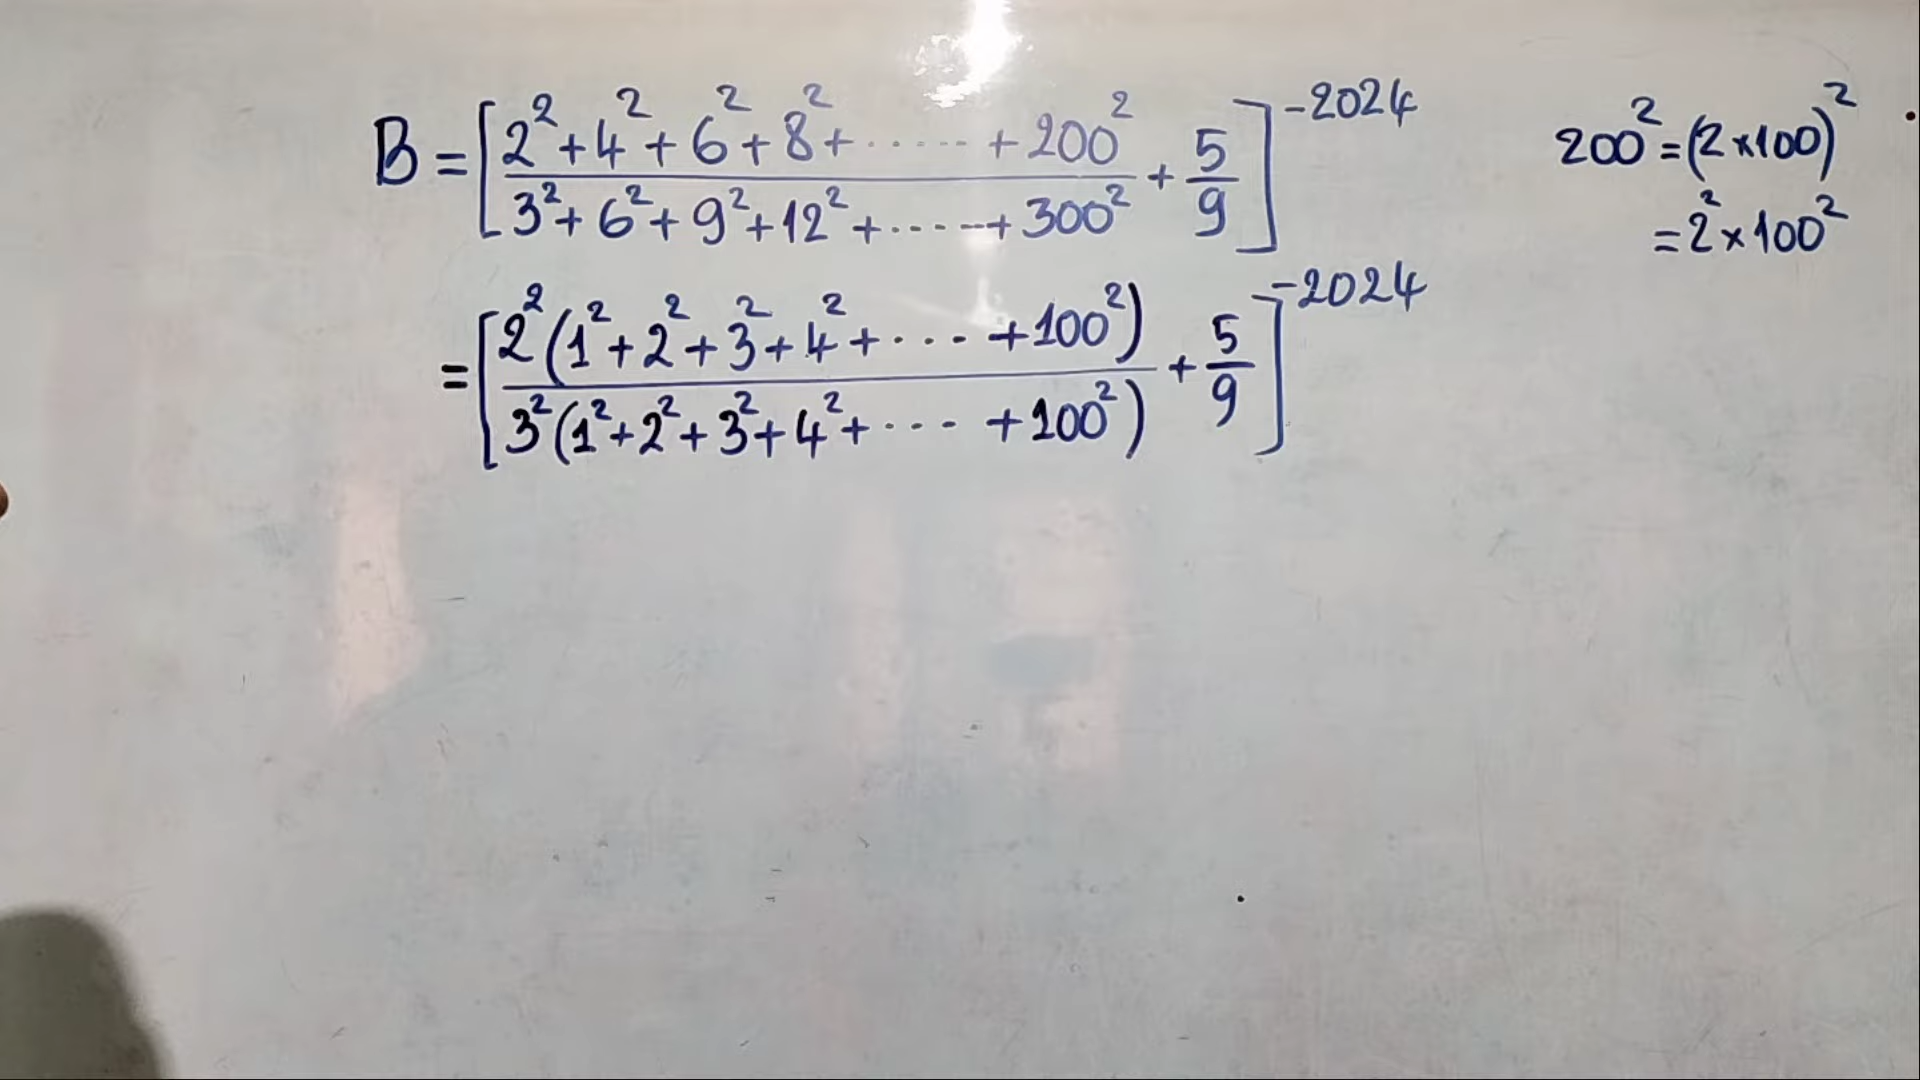 B = [ (2² + 4² + 6² + 8² + ...... + 200²) / (3² + 6² + 9² + 12² + ...... + 300²) + 5/9 ]⁻²⁰²⁴
= [ 2²(1² + 2² + 3² + 4² + ... + 100²) / 3²(1² + 2² + 3² + 4² + .... + 100²) + 5/9 ]⁻²⁰²⁴
200² = (2 × 100)²
= 2² × 100²